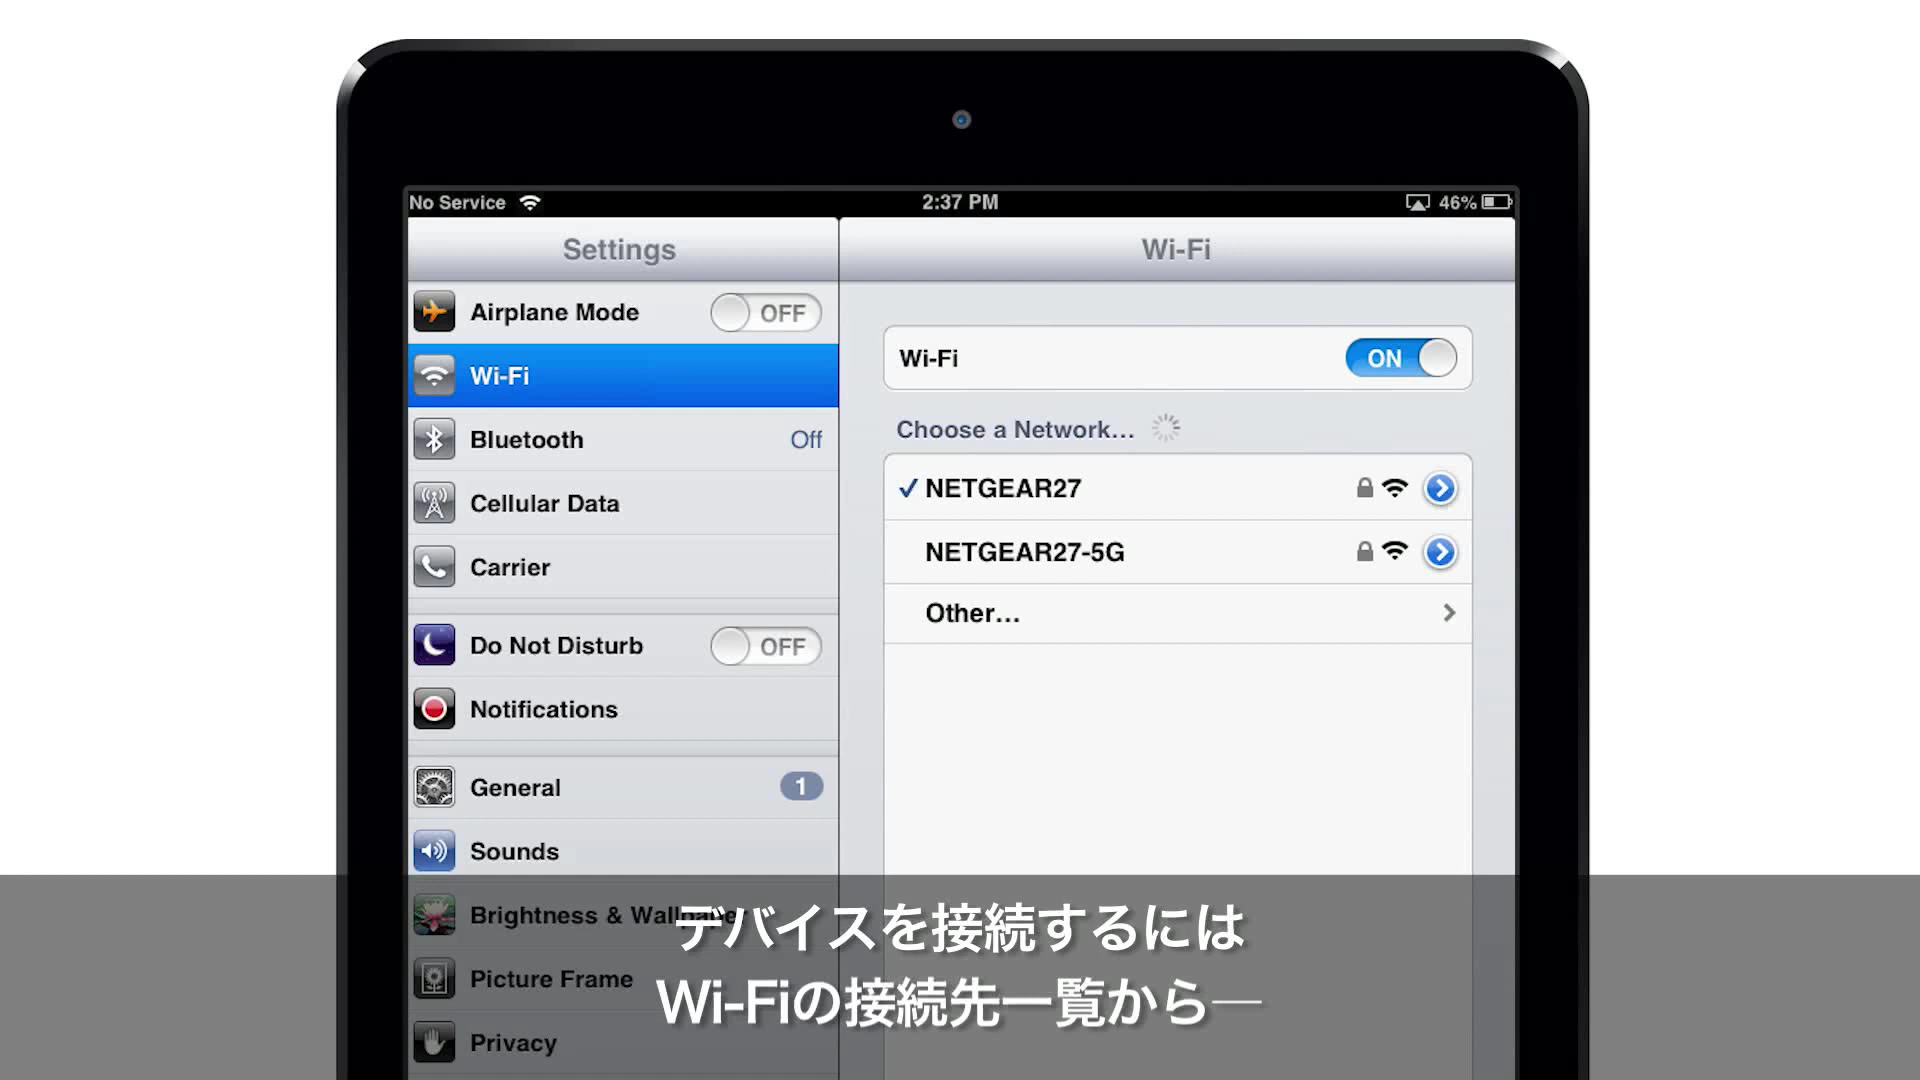 No Service
2:37 PM
46%
Settings
Wi-Fi
Airplane Mode OFF
Wi-Fi
Bluetooth Off
Cellular Data
Carrier
Do Not Disturb OFF
Notifications
General 1
Sounds
Brightness & Wallpaper
Picture Frame
Privacy
Wi-Fi ON
Choose a Network...
✓ NETGEAR27
NETGEAR27-5G
Other...
デバイスを接続するには
Wi-Fiの接続先一覧から―